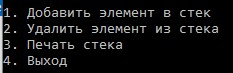 1. Добавить элемент в стек
2. Удалить элемент из стека
3. Печать стека
4. Выход